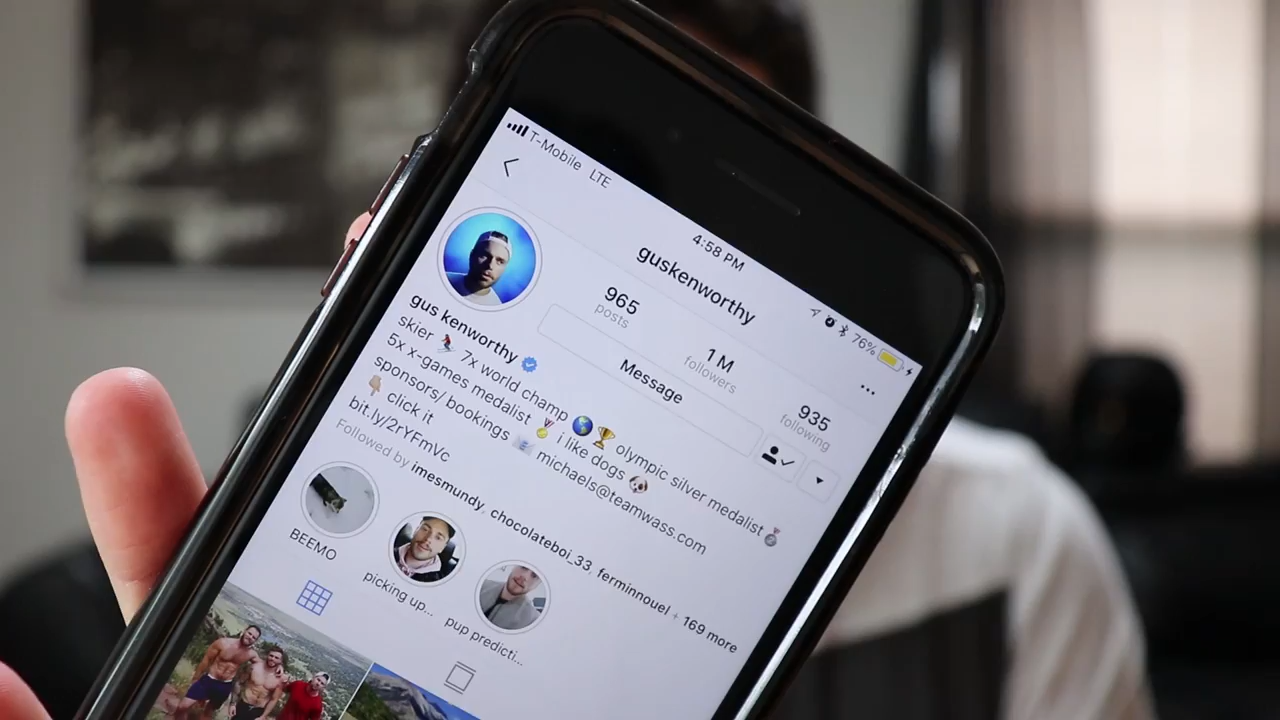 T-Mobile LTE
4:58 PM
76%
guskenworthy
965
posts
1M
followers
935
following
Message
gus kenworthy
skier ⛷ 7x world champ 🌎🏆 olympic silver medalist 🥈
5x x-games medalist 🏅 i like dogs 🐶
sponsors/ bookings 📨 michaels@teamwass.com
👇🏼 click it
bit.ly/2rYFmVc
Followed by imesmundy, chocolateboi_33, ferminnouel + 169 more
BEEMO
picking up...
pup predicti...